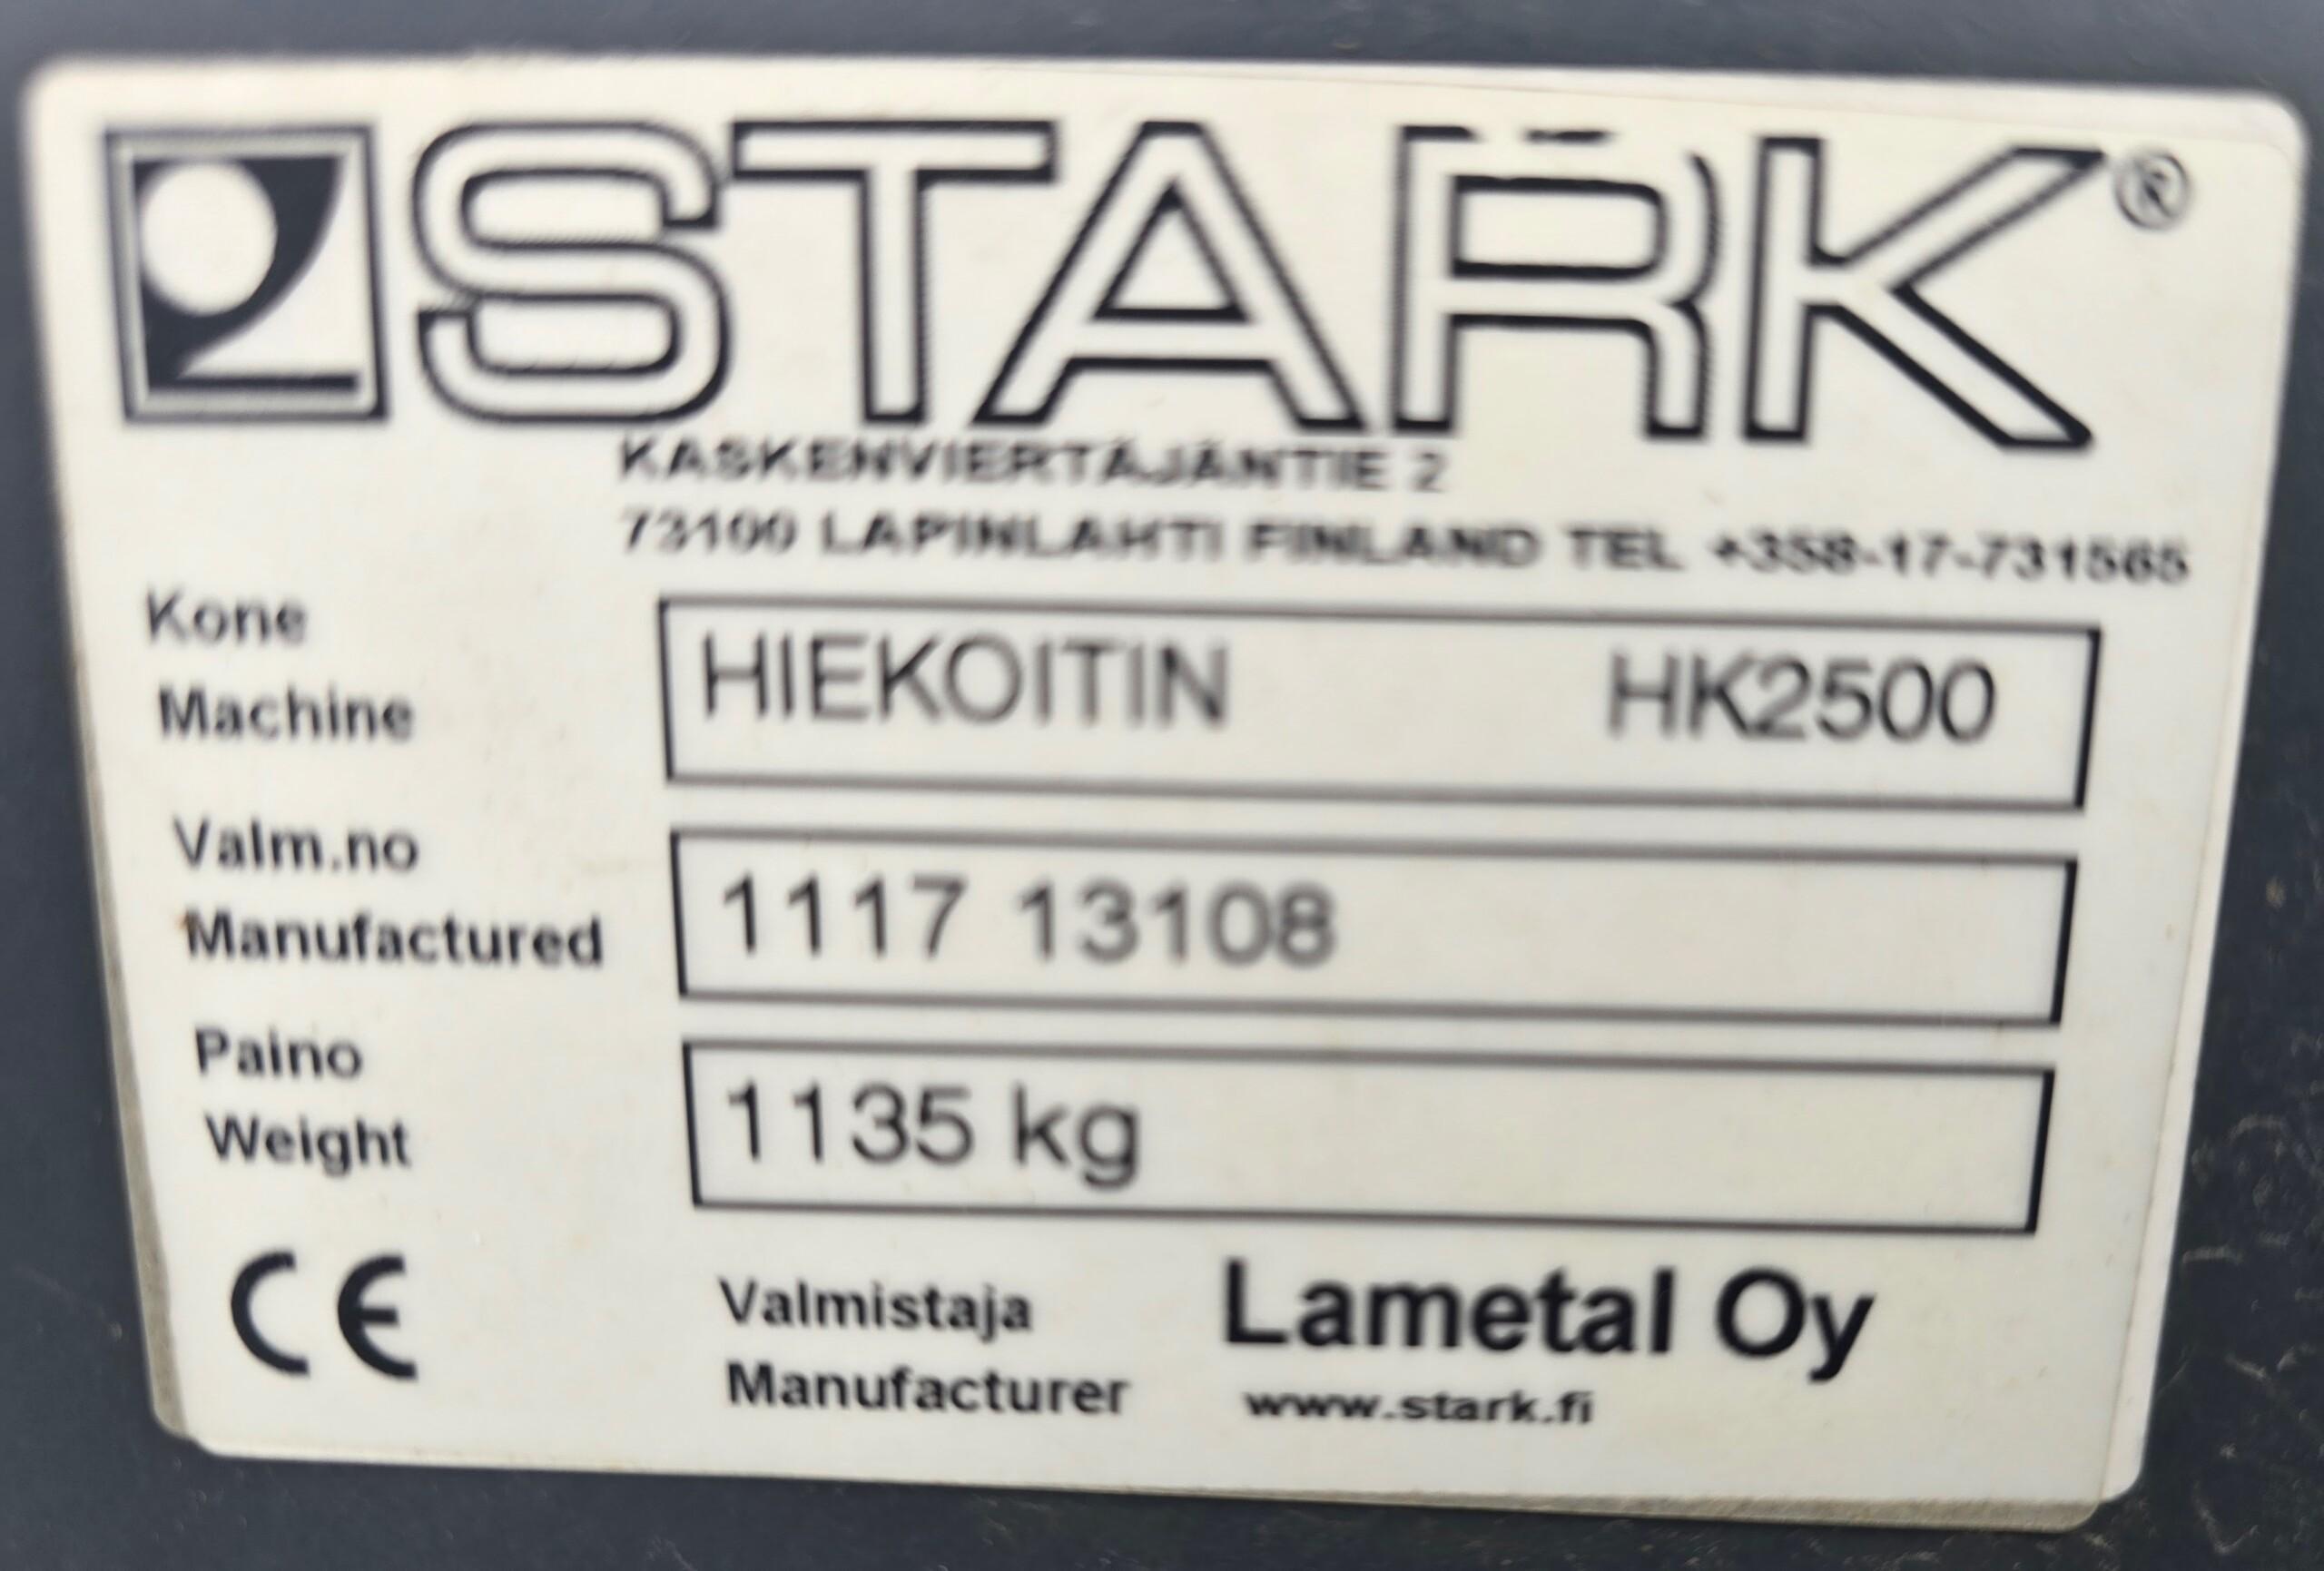 STARK®
KASKENVIERTÄJÄNTIE 2
73100 LAPINLAHTI FINLAND TEL +358-17-731565
Kone
Machine
HIEKOITIN HK2500
Valm.no
Manufactured
1117 13108
Paino
Weight
1135 kg
CE
Valmistaja
Manufacturer
Lametal Oy
www.stark.fi